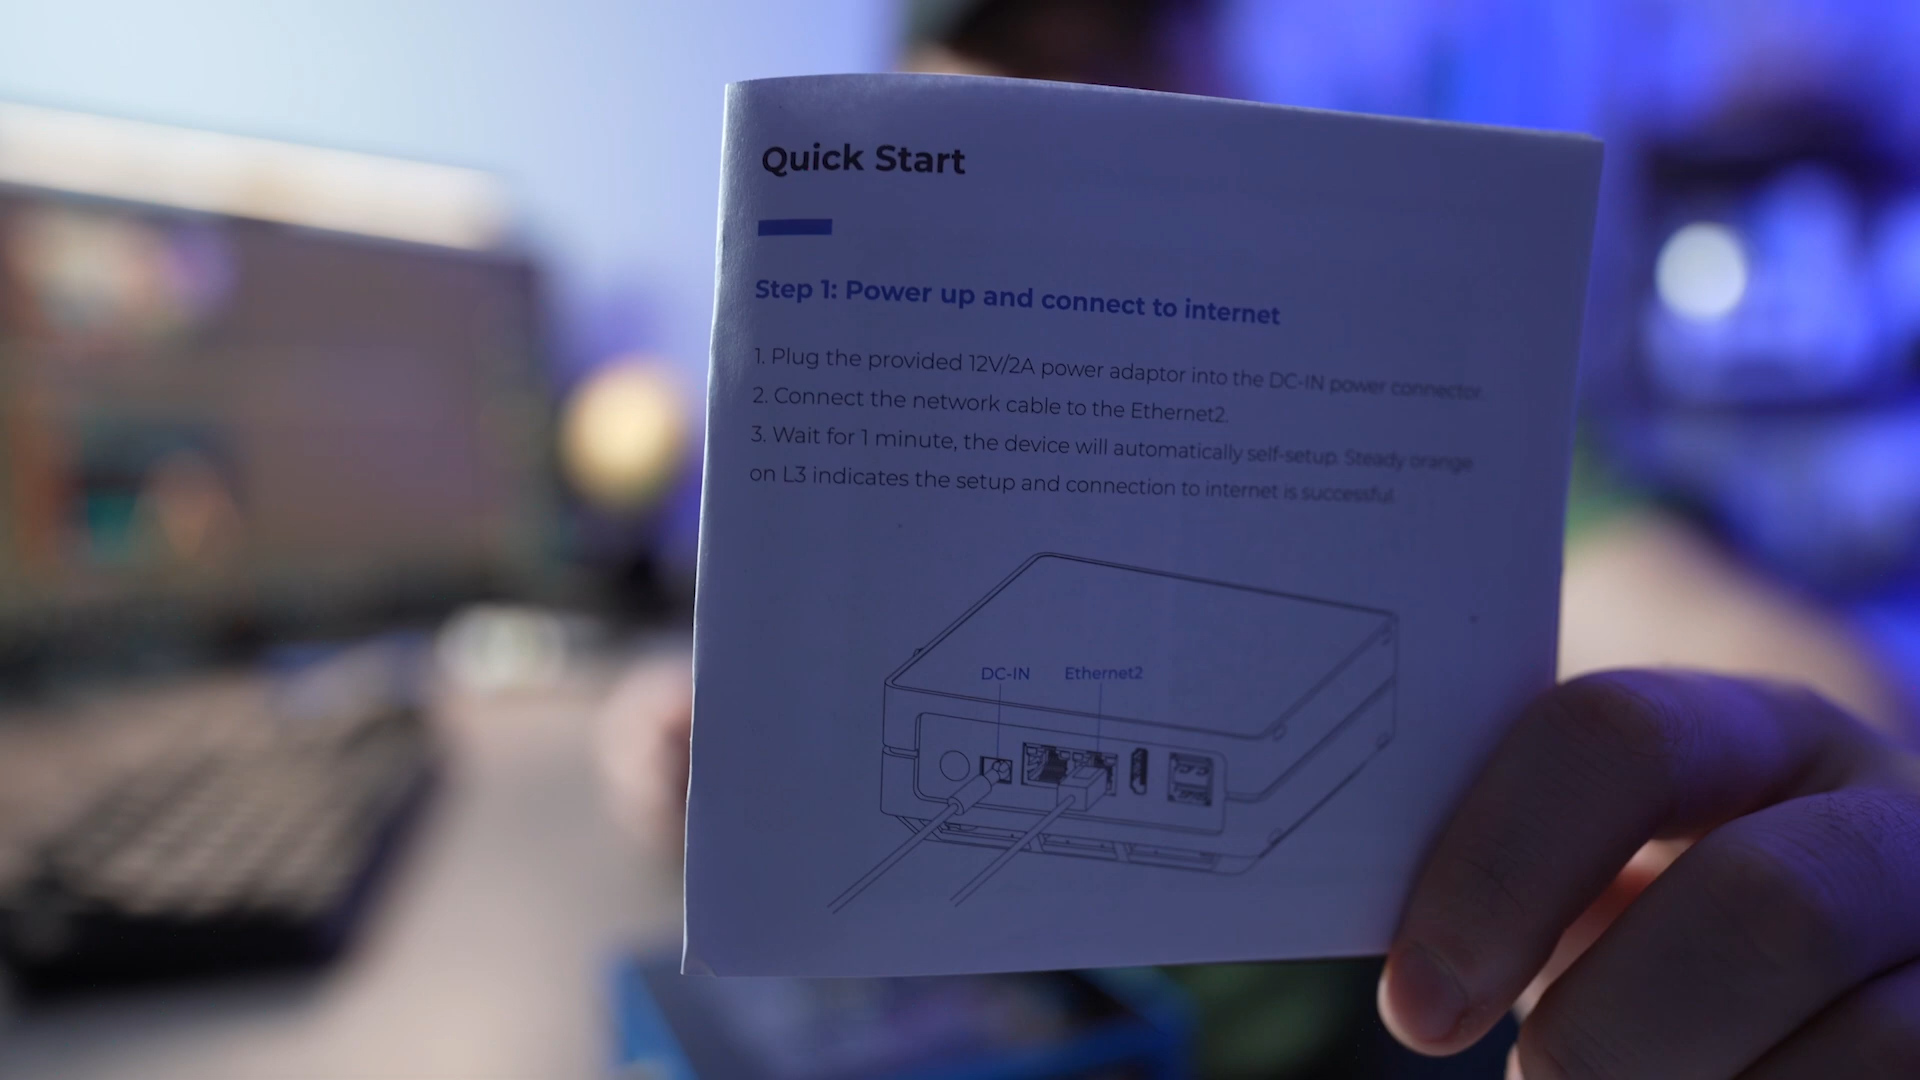 Quick Start
Step 1: Power up and connect to internet
1. Plug the provided 12V/2A power adaptor into the DC-IN power connector.
2. Connect the network cable to the Ethernet2.
3. Wait for 1 minute, the device will automatically self-setup. Steady orange
on L3 indicates the setup and connection to internet is successful.
DC-IN Ethernet2